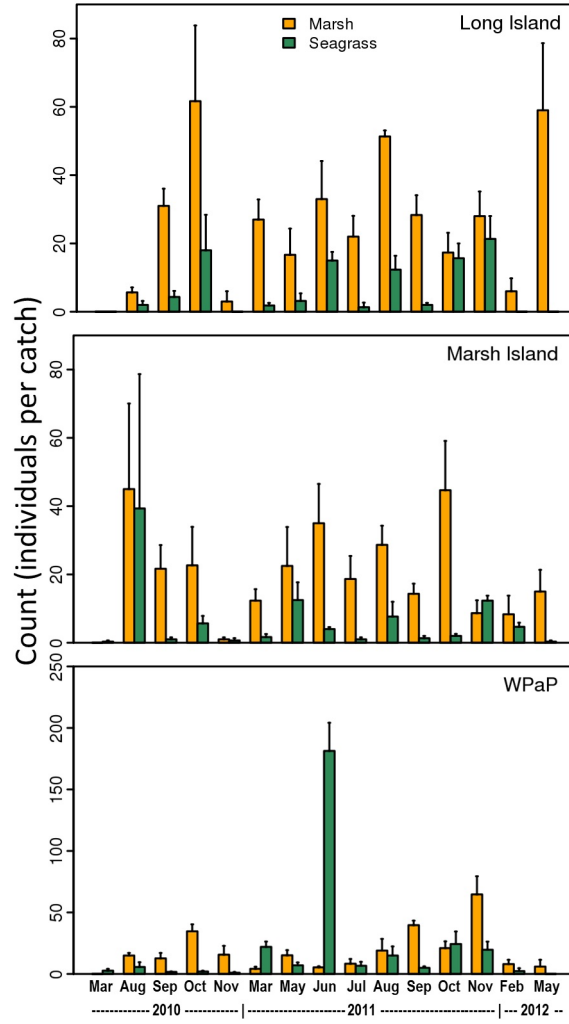 Long Island
Marsh
Seagrass
80
60
40
20
0
Marsh Island
80
60
40
20
0
Count (individuals per catch)
WPaP
250
200
150
100
50
0
Mar Aug Sep Oct Nov Mar May Jun Jul Aug Sep Oct Nov Feb May
----------- 2010 -----------|------------------ 2011 ------------------|--- 2012 --